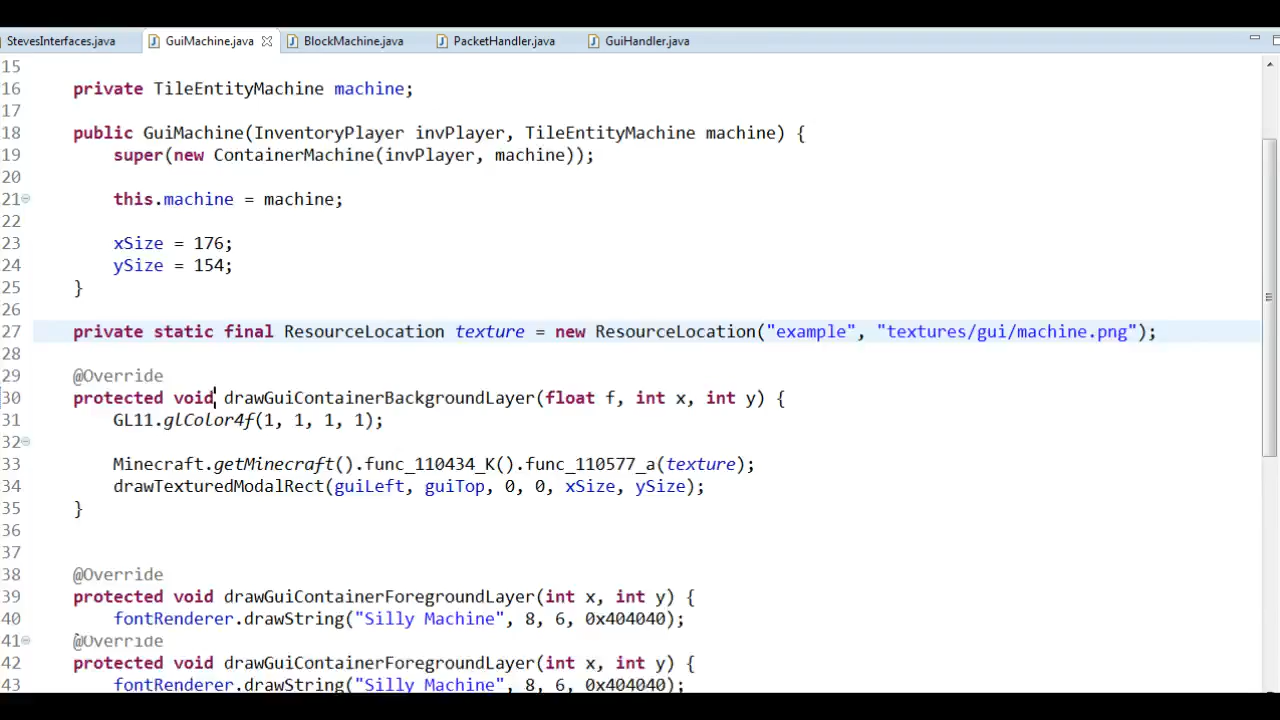 StevesInterfaces.java GuiMachine.java BlockMachine.java PacketHandler.java GuiHandler.java
15
16 private TileEntityMachine machine;
17
18 public GuiMachine(InventoryPlayer invPlayer, TileEntityMachine machine) {
19 super(new ContainerMachine(invPlayer, machine));
20
21 this.machine = machine;
22
23 xSize = 176;
24 ySize = 154;
25 }
26
27 private static final ResourceLocation texture = new ResourceLocation("example", "textures/gui/machine.png");
28
29 @Override
30 protected void drawGuiContainerBackgroundLayer(float f, int x, int y) {
31 GL11.glColor4f(1, 1, 1, 1);
32
33 Minecraft.getMinecraft().func_110434_K().func_110577_a(texture);
34 drawTexturedModalRect(guiLeft, guiTop, 0, 0, xSize, ySize);
35 }
36
37
38 @Override
39 protected void drawGuiContainerForegroundLayer(int x, int y) {
40 fontRenderer.drawString("Silly Machine", 8, 6, 0x404040);
41 @Override
42 protected void drawGuiContainerForegroundLayer(int x, int y) {
43 fontRenderer.drawString("Silly Machine", 8, 6, 0x404040);